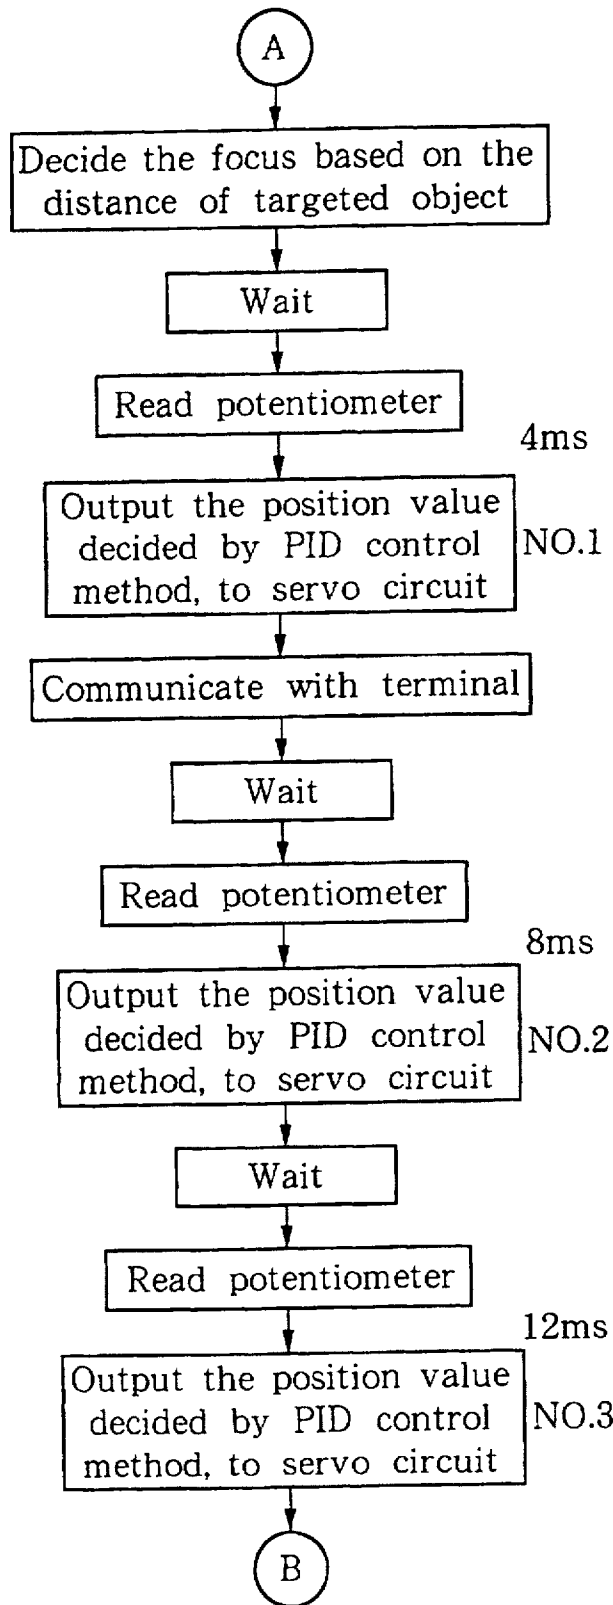 A
Decide the focus based on the
distance of targeted object
Wait
Read potentiometer
4ms
Output the position value
decided by PID control
method, to servo circuit
NO.1
Communicate with terminal
Wait
Read potentiometer
8ms
Output the position value
decided by PID control
method, to servo circuit
NO.2
Wait
Read potentiometer
12ms
Output the position value
decided by PID control
method, to servo circuit
NO.3
B